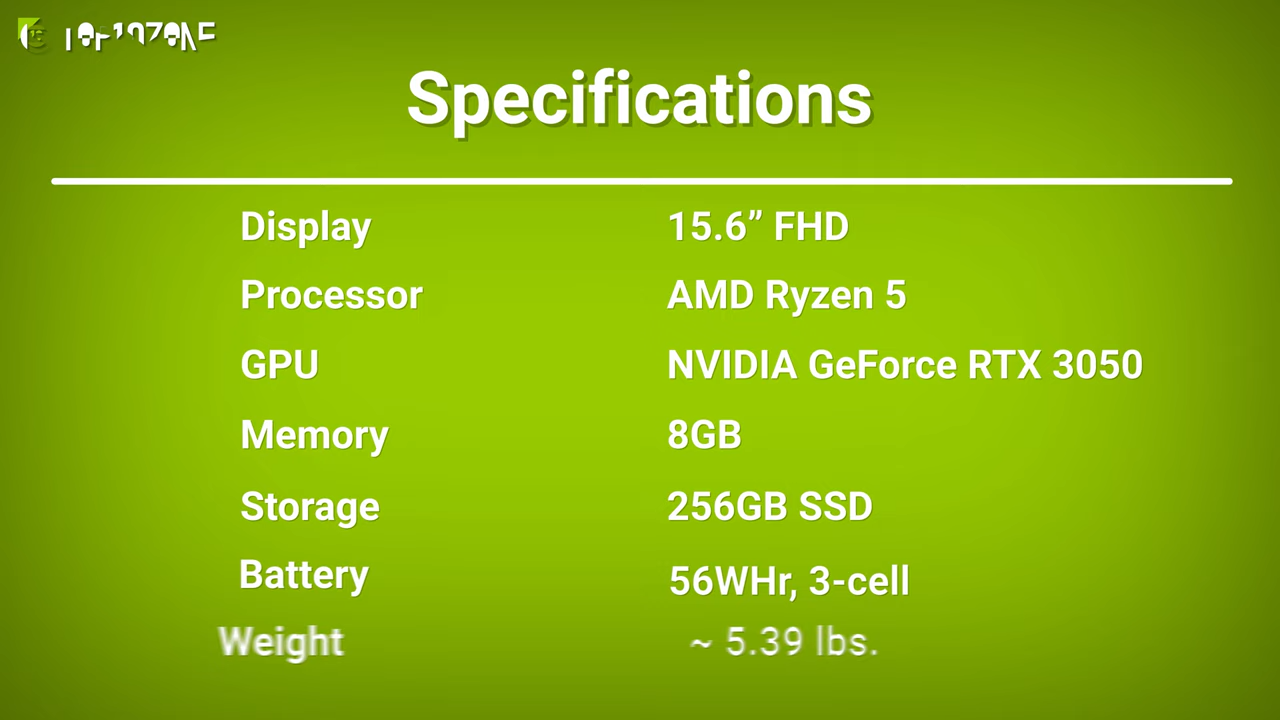 Specifications
Display 15.6” FHD
Processor AMD Ryzen 5
GPU NVIDIA GeForce RTX 3050
Memory 8GB
Storage 256GB SSD
Battery 56WHr, 3-cell
Weight ~ 5.39 lbs.